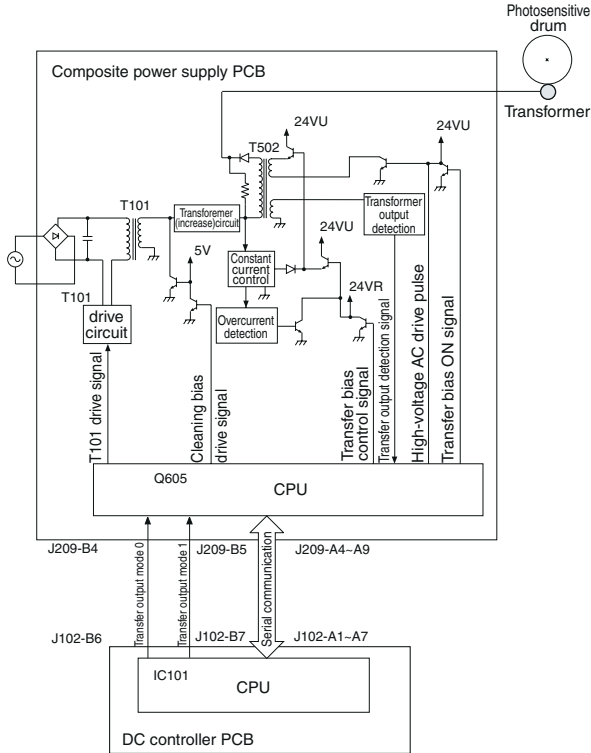 Photosensitive
drum
Transformer
Composite power supply PCB
24VU
T502
24VU
T101
Transforemer
(increase)circuit
Transformer
output
detection
24VU
5V
Constant
current
control
24VR
T101
drive
circuit
Overcurrent
detection
T101 drive signal
Cleaning bias
drive signal
Transfer bias
control signal
Transfer output detection signal
High-voltage AC drive pulse
Transfer bias ON signal
Q605
CPU
J209-B4
J209-B5
J209-A4~A9
Transfer output mode 0
Transfer output mode 1
Serial communication
J102-B6
J102-B7
J102-A1~A7
IC101
CPU
DC controller PCB